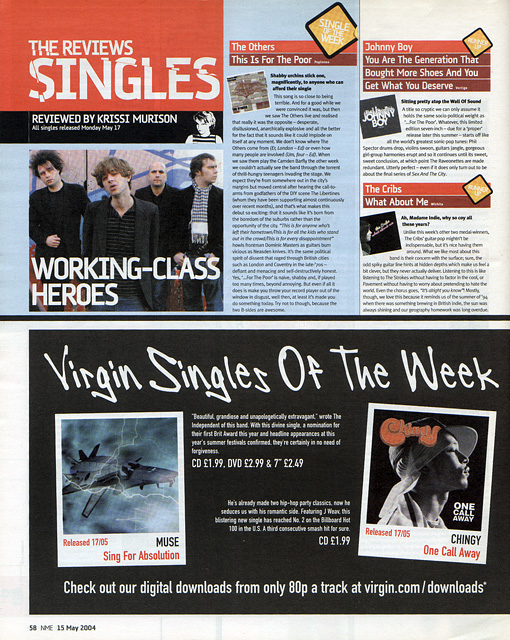 THE REVIEWS
SINGLES
REVIEWED BY KRISSI MURISON
All singles released Monday May 17
WORKING-CLASS
HEROES
SINGLE
OF THE
WEEK
The Others
This Is For The Poor Poptones
Shabby urchins stick one,
magnificently, to anyone who can
afford their single
This song is so close to being
terrible. And for a good while we
were convinced it was, but then
we saw The Others live and realised
that really it was the opposite – desperate,
disillusioned, anarchically explosive and all the better
for the fact that it sounds like it could implode on
itself at any moment. We don't know where The
Others come from (Er, London – Ed) or even how
many people are involved (Um, four – Ed). When
we saw them play the Camden Barfly the other week
we couldn't actually see the band through the torrent
of thrill-hungry teenagers invading the stage. We
expect they're from somewhere out in the city's
margins but moved central after hearing the call-to-
arms from godfathers of the DIY scene The Libertines
(whom they have been supporting almost continuously
over recent months), and that's what makes this
debut so exciting: that it sounds like it's born from
the boredom of the suburbs rather than the
opportunity of the city. "This is for anyone who's
left their hometown/This is for all the kids who stand
out in the crowd/This is for every disappointment"
howls frontman Dominic Masters as guitars burn
vicious as Neasden knives. It's the same political
spirit of dissent that raged through British cities
such as London and Coventry in the late-'70s –
defiant and menacing and self-destructively honest.
Yes, '...For The Poor' is naive, shabby and, if played
too many times, beyond annoying. But even if all it
does is make you throw your record player out of the
window in disgust, well then, at least it's made you
do something today. Try not to though, because the
two B-sides are awesome.
RUNNER
UP
Johnny Boy
You Are The Generation That
Bought More Shoes And You
Get What You Deserve Vertigo
JOHNNY
BOY
Sitting pretty atop the Wall Of Sound
A title so cryptic we can only assume it
holds the same socio-political weight as
'...For The Poor'. Whatever, this limited
edition seven-inch – due for a 'proper'
release later this summer – starts off like
all the world's greatest sonic-pop tunes: Phil
Spector drums drop, violins swoon, guitars jangle, gorgeous
girl-group harmonies erupt and so it continues until its sweet,
sweet conclusion, at which point The Raveonettes are made
redundant. Utterly perfect – even if it does only turn out to be
about the final series of Sex And The City.
RUNNER
UP
The Cribs
What About Me Wichita
Ah, Madame Indie, why so coy all
these years?
Unlike this week's other two medal-winners,
The Cribs' guitar pop mightn't be
indispensable, but it's nice having them
around. What we like most about this
band is their concern with the surface; sure, the
odd spiky guitar line hints at hidden depths which make us feel a
bit clever, but they never actually deliver. Listening to this is like
listening to The Strokes without having to factor in the cool, or
Pavement without having to worry about pretending to hate the
world. Even the chorus goes, "It's alright you know"! Mostly,
though, we love this because it reminds us of the summer of '94
when there was something brewing in British indie, the sun was
always shining and our geography homework was long overdue.
Virgin Singles Of The Week
"Beautiful, grandiose and unapologetically extravagant," wrote The
Independent of this band. With this divine single, a nomination for
their first Brit Award this year and headline appearances at this
year's summer festivals confirmed, they're certainly in no need of
forgiveness.
CD £1.99, DVD £2.99 & 7" £2.49
Released 17/05
MUSE
Sing For Absolution
He's already made two hip-hop party classics, now he
seduces us with his romantic side. Featuring J Weav, this
blistering new single has reached No. 2 on the Billboard Hot
100 in the U.S. A third consecutive smash hit for sure.
CD £1.99
Chingy
ONE
CALL
AWAY
Released 17/05
CHINGY
One Call Away
Check out our digital downloads from only 80p a track at virgin.com/downloads*
58 NME 15 May 2004